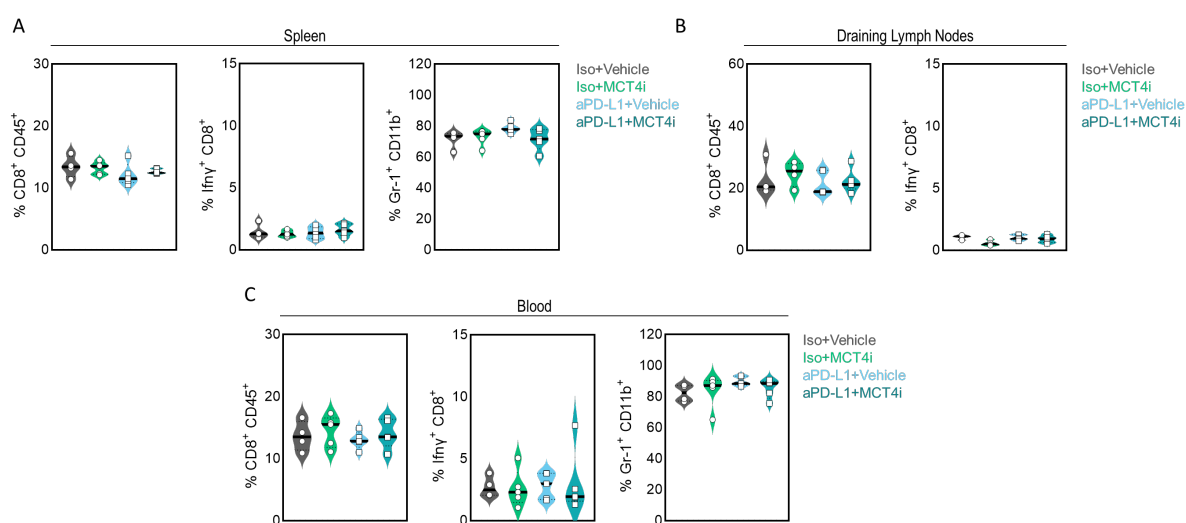 A
Spleen
% CD8⁺ CD45⁺
30
20
10
0
% Ifnγ⁺ CD8⁺
15
10
5
0
% Gr-1⁺ CD11b⁺
120
100
80
60
40
20
0
Iso+Vehicle
Iso+MCT4i
aPD-L1+Vehicle
aPD-L1+MCT4i
B
Draining Lymph Nodes
% CD8⁺ CD45⁺
60
40
20
0
% Ifnγ⁺ CD8⁺
15
10
5
0
Iso+Vehicle
Iso+MCT4i
aPD-L1+Vehicle
aPD-L1+MCT4i
C
Blood
% CD8⁺ CD45⁺
30
20
10
0
% Ifnγ⁺ CD8⁺
15
10
5
0
% Gr-1⁺ CD11b⁺
120
100
80
60
40
20
0
Iso+Vehicle
Iso+MCT4i
aPD-L1+Vehicle
aPD-L1+MCT4i